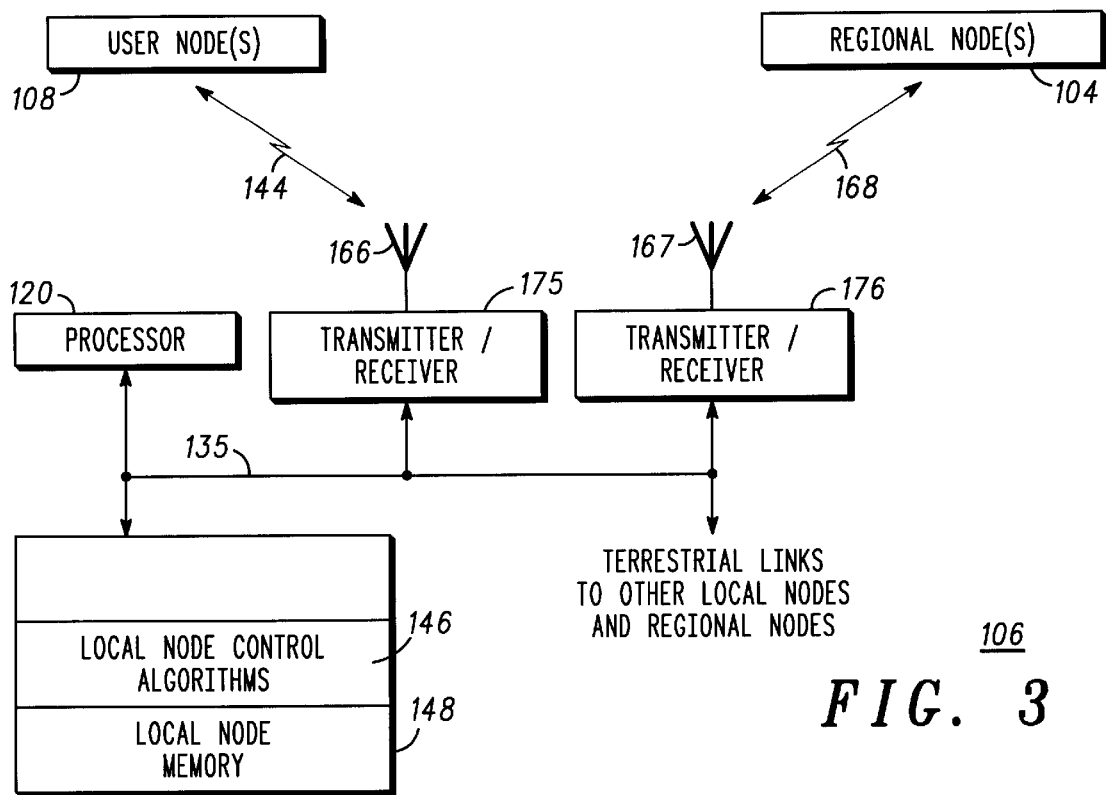 USER NODE(S)
REGIONAL NODE(S)
108
104
144
168
166
167
120
175
176
PROCESSOR
TRANSMITTER /
RECEIVER
TRANSMITTER /
RECEIVER
135
TERRESTRIAL LINKS
TO OTHER LOCAL NODES
AND REGIONAL NODES
LOCAL NODE CONTROL
ALGORITHMS
146
LOCAL NODE
MEMORY
148
106
FIG. 3